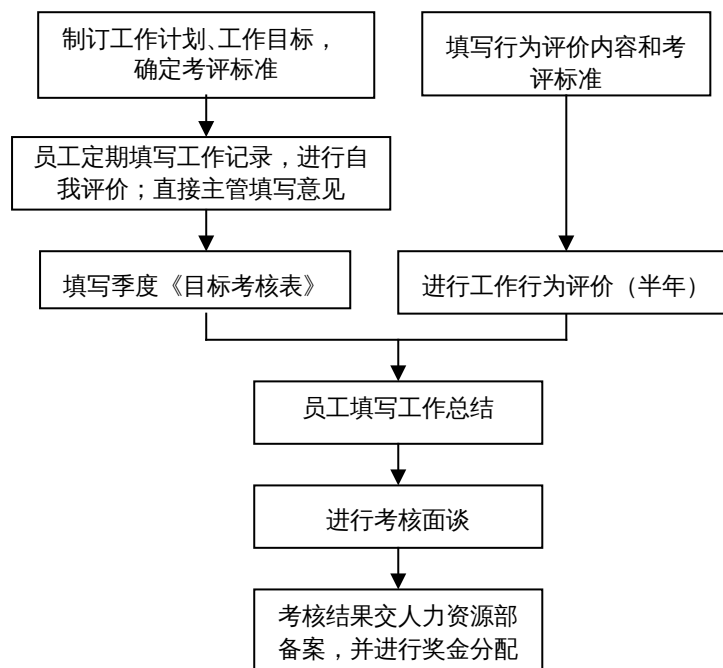 制订工作计划、工作目标，
确定考评标准
填写行为评价内容和考
评标准
员工定期填写工作记录，进行自
我评价；直接主管填写意见
填写季度《目标考核表》
进行工作行为评价（半年）
员工填写工作总结
进行考核面谈
考核结果交人力资源部
备案，并进行奖金分配